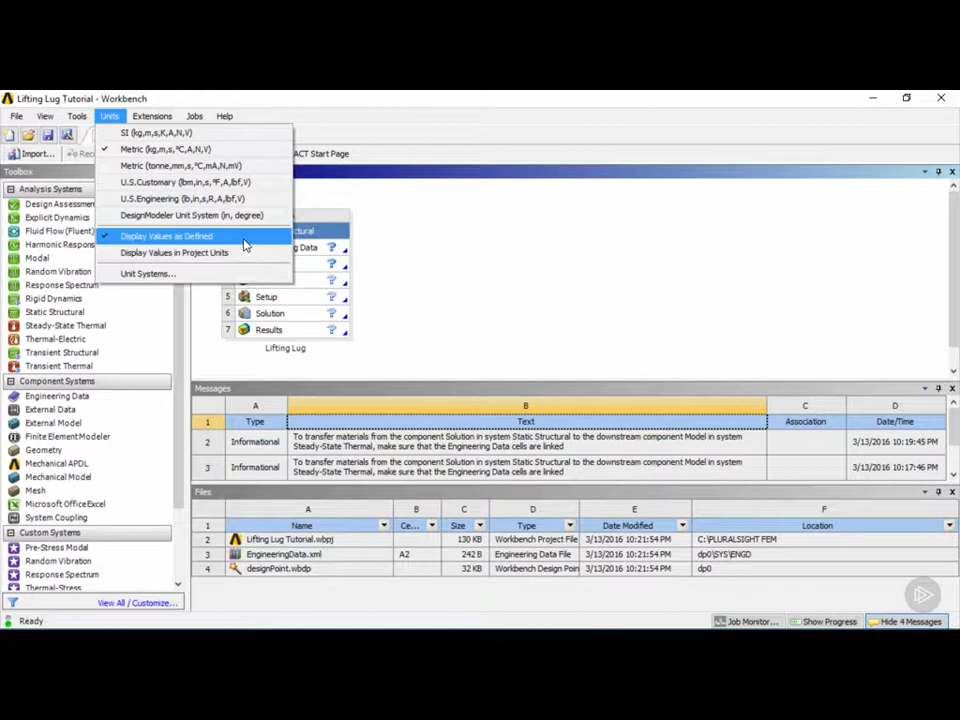 Lifting Lug Tutorial - Workbench
File View Tools Units Extensions Jobs Help
Import...
ACT Start Page
SI (kg,m,s,K,A,N,V)
Metric (kg,m,s,°C,A,N,V)
Metric (tonne,mm,s,°C,mA,N,mV)
U.S.Customary (lbm,in,s,°F,A,lbf,V)
U.S.Engineering (lb,in,s,R,A,lbf,V)
DesignModeler Unit System (in, degree)
Display Values as Defined
Display Values in Project Units
Unit Systems...
Toolbox
Analysis Systems
Design Assessm
Explicit Dynamics
Fluid Flow (Fluent)
Harmonic Respons
Modal
Random Vibration
Response Spectrum
Rigid Dynamics
Static Structural
Steady-State Thermal
Thermal-Electric
Transient Structural
Transient Thermal
Component Systems
Engineering Data
External Data
External Model
Finite Element Modeler
Geometry
Mechanical APDL
Mechanical Model
Mesh
Microsoft Office Excel
System Coupling
Custom Systems
Pre-Stress Modal
Random Vibration
Response Spectrum
Thermal-Stress
View All / Customize...
ctural
g Data ?
?
?
5 Setup ?
6 Solution ?
7 Results ?
Lifting Lug
Messages
A B C D
1 Type Text Association Date/Time
2 Informational To transfer materials from the component Solution in system Static Structural to the downstream component Model in system 3/13/2016 10:19:45 PM
Steady-State Thermal, make sure that the Engineering Data cells are linked
3 Informational To transfer materials from the component Solution in system Static Structural to the downstream component Model in system 3/13/2016 10:17:46 PM
Steady-State Thermal, make sure that the Engineering Data cells are linked
Files
A B C D E F
1 Name Ce... Size Type Date Modified Location
2 Lifting Lug Tutorial.wbpj 130 KB Workbench Project File 3/13/2016 10:21:54 PM C:\PLURALSIGHT FEM
3 EngineeringData.xml A2 242 B Engineering Data File 3/13/2016 10:21:54 PM dp0\SYS\ENGD
4 designPoint.wbdp 32 KB Workbench Design Poin 3/13/2016 10:21:54 PM dp0
Ready
Job Monitor... Show Progress Hide 4 Messages